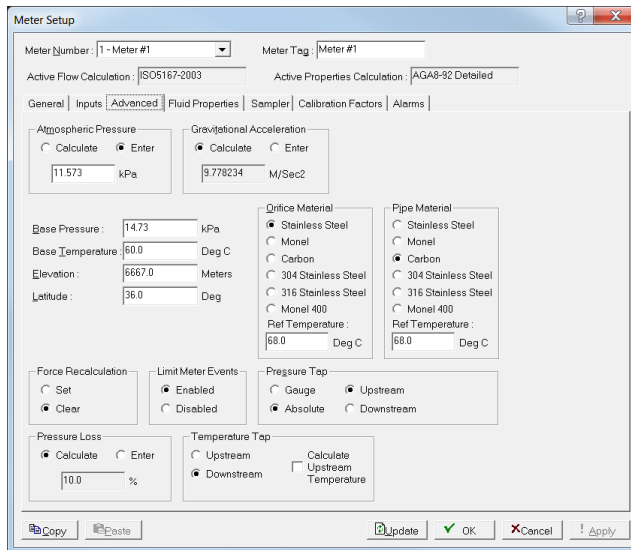 Meter Setup
Meter Number : 1 - Meter #1 Meter Tag : Meter #1
Active Flow Calculation : ISO5167-2003 Active Properties Calculation : AGA8-92 Detailed
General Inputs Advanced Fluid Properties Sampler Calibration Factors Alarms
Atmospheric Pressure Gravitational Acceleration
Calculate Enter Calculate Enter
11.573 kPa 9.778234 M/Sec2
Orifice Material Pipe Material
Stainless Steel Stainless Steel
Base Pressure : 14.73 kPa Monel Monel
Base Temperature : 60.0 Deg C Carbon Carbon
Elevation : 6667.0 Meters 304 Stainless Steel 304 Stainless Steel
Latitude : 36.0 Deg 316 Stainless Steel 316 Stainless Steel
Monel 400 Monel 400
Ref Temperature : Ref Temperature :
68.0 Deg C 68.0 Deg C
Force Recalculation Limit Meter Events Pressure Tap
Set Enabled Gauge Upstream
Clear Disabled Absolute Downstream
Pressure Loss Temperature Tap
Calculate Enter Upstream Calculate
Upstream
Temperature
10.0 % Downstream
Copy Paste Update OK Cancel ! Apply